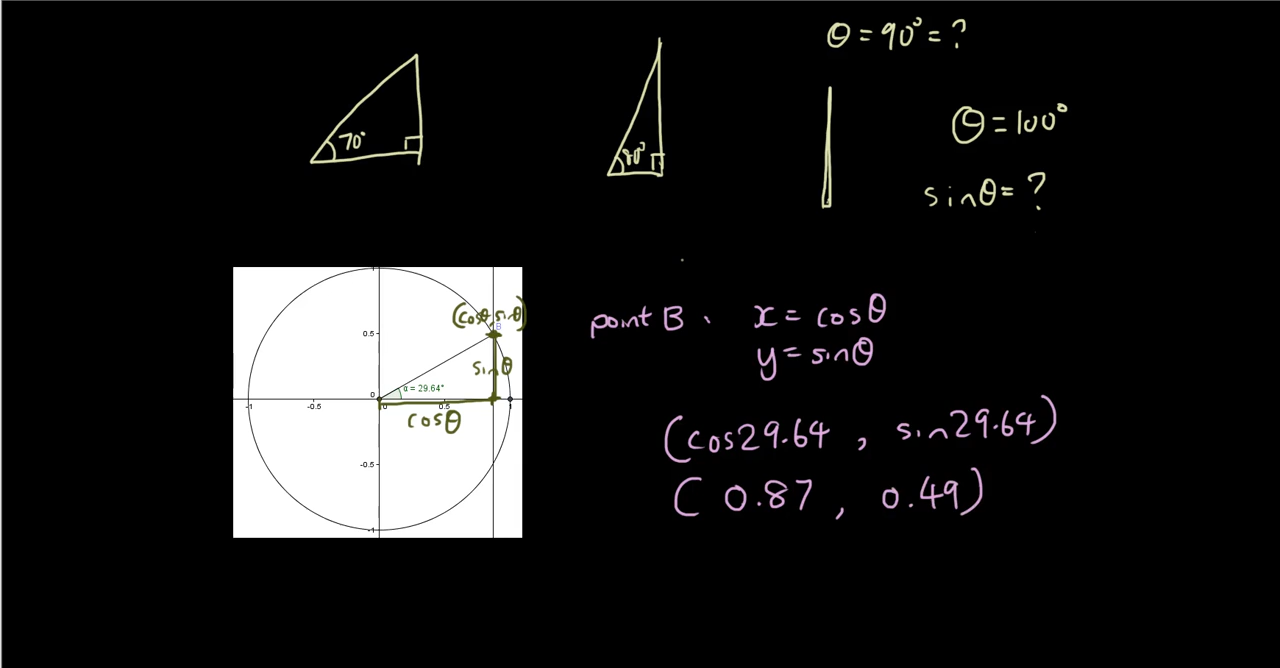 θ = 90° = ?
70°
80°
θ = 100°
sinθ = ?
1
(cosθ, sinθ)
B
0.5
sinθ
α = 29.64°
0
-1
-0.5
0
0.5
1
cosθ
-0.5
-1
point B : x = cosθ
y = sinθ
(cos29.64 , sin29.64)
( 0.87 , 0.49)